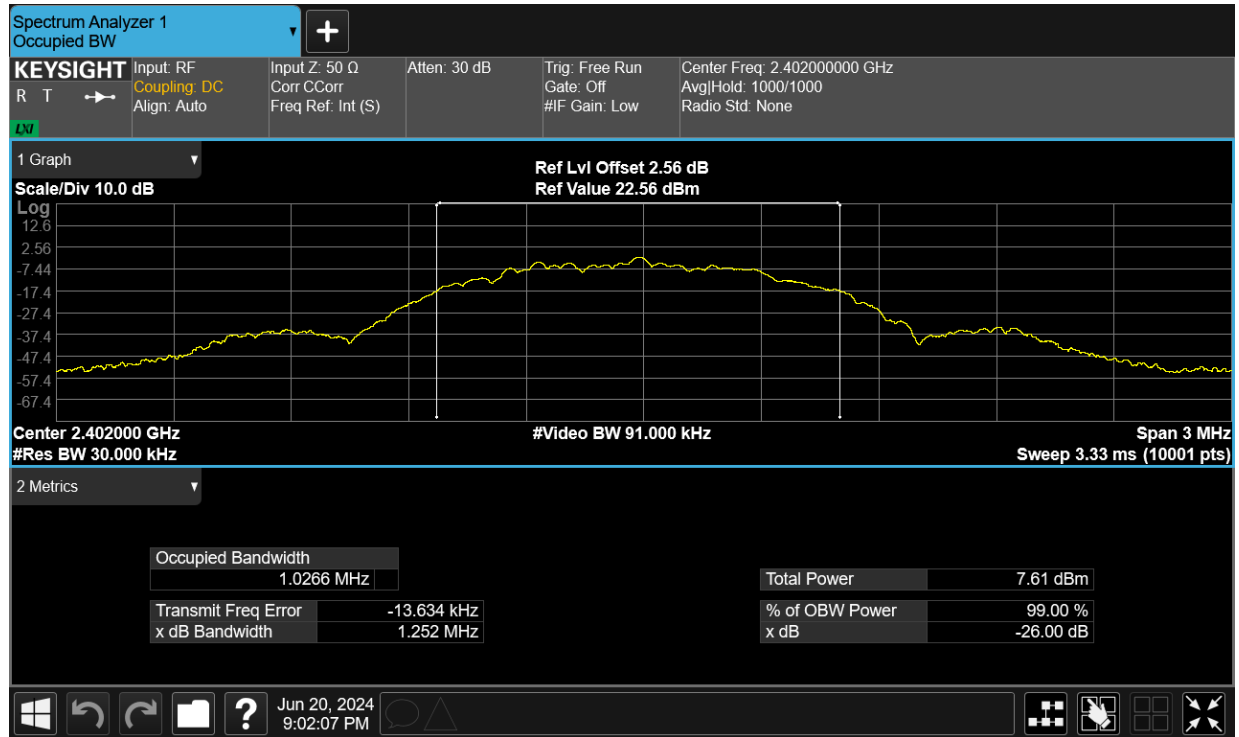 Spectrum Analyzer 1
Occupied BW
+
KEYSIGHT
R T
LXI
Input: RF
Coupling: DC
Align: Auto
Input Z: 50 Ω
Corr CCorr
Freq Ref: Int (S)
Atten: 30 dB
Trig: Free Run
Gate: Off
#IF Gain: Low
Center Freq: 2.402000000 GHz
Avg|Hold: 1000/1000
Radio Std: None
1 Graph
Scale/Div 10.0 dB
Ref Lvl Offset 2.56 dB
Ref Value 22.56 dBm
Log
12.6
2.56
-7.44
-17.4
-27.4
-37.4
-47.4
-57.4
-67.4
Center 2.402000 GHz
#Video BW 91.000 kHz
Span 3 MHz
#Res BW 30.000 kHz
Sweep 3.33 ms (10001 pts)
2 Metrics
Occupied Bandwidth
1.0266 MHz
Transmit Freq Error -13.634 kHz
x dB Bandwidth 1.252 MHz
Total Power 7.61 dBm
% of OBW Power 99.00 %
x dB -26.00 dB
?
Jun 20, 2024
9:02:07 PM